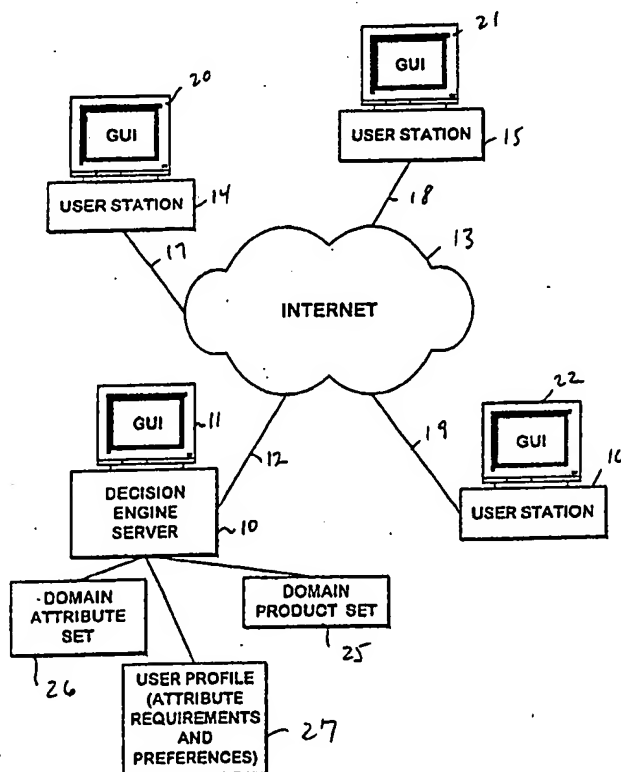 21
GUI
USER STATION
15
20
GUI
USER STATION
14
18
13
17
INTERNET
22
GUI
11
GUI
12
19
16
USER STATION
DECISION
ENGINE
SERVER
10
DOMAIN
ATTRIBUTE
SET
26
DOMAIN
PRODUCT SET
25
USER PROFILE
(ATTRIBUTE
REQUIREMENTS
AND
PREFERENCES)
27